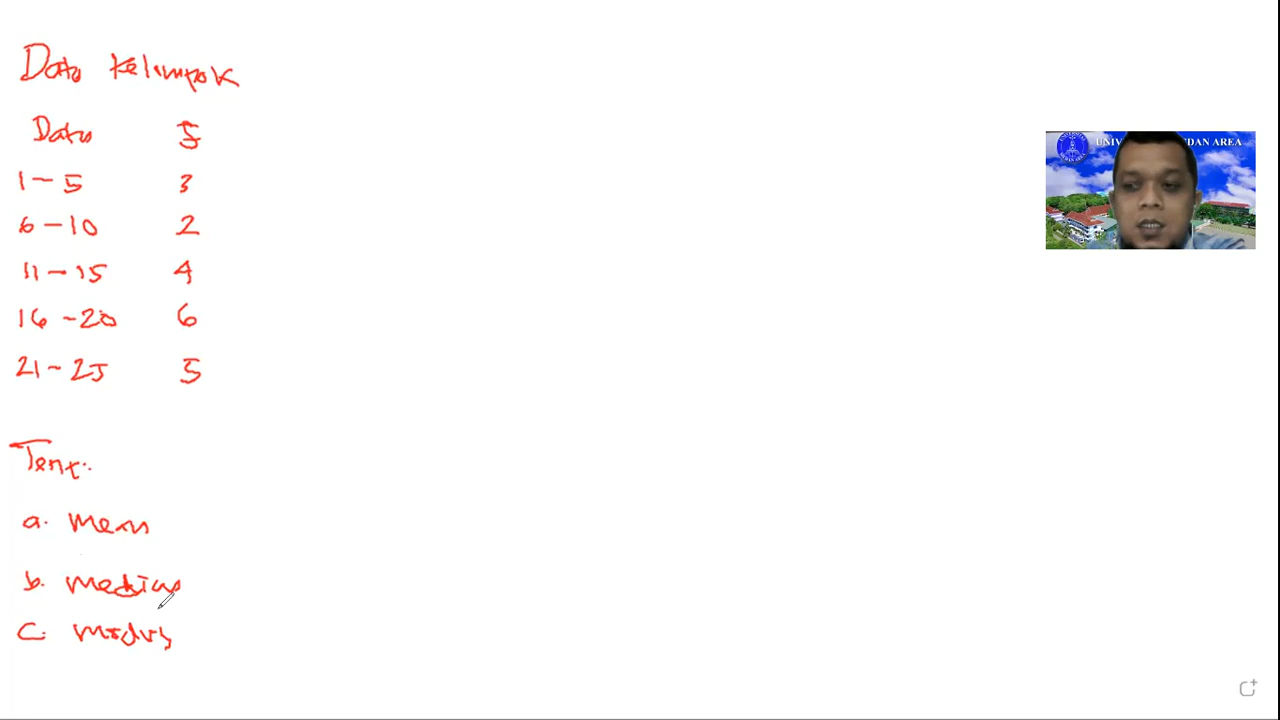 Data Kelompok
Data f
1 - 5 3
6 - 10 2
11 - 15 4
16 - 20 6
21 - 25 5
Tent:
a. Mean
b. Median
c. Modus
UNIV DAN AREA